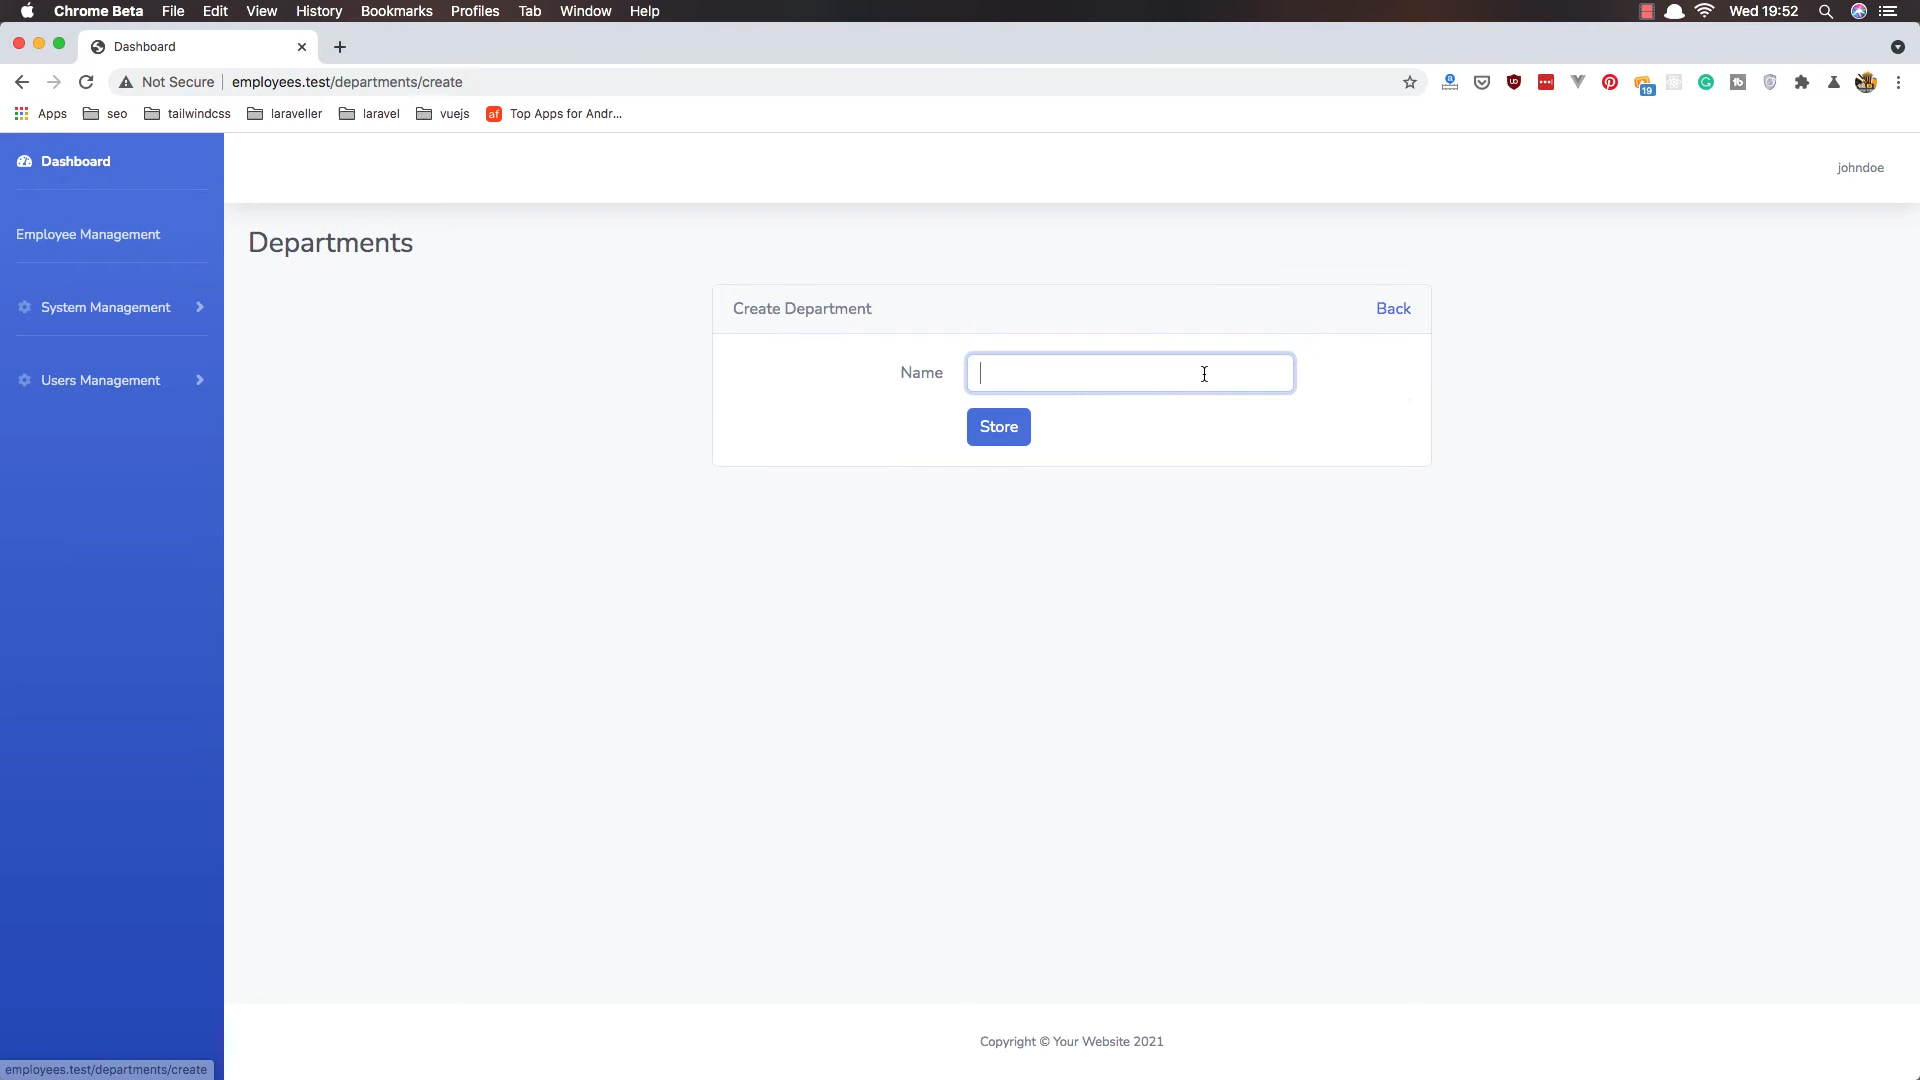 Chrome Beta File Edit View History Bookmarks Profiles Tab Window Help Wed 19:52
Dashboard
Not Secure employees.test/departments/create
19
Apps seo tailwindcss laraveller laravel vuejs af Top Apps for Andr...
Dashboard
johndoe
Employee Management
Departments
System Management
Create Department Back
Name
Users Management
Store
Copyright © Your Website 2021
employees.test/departments/create